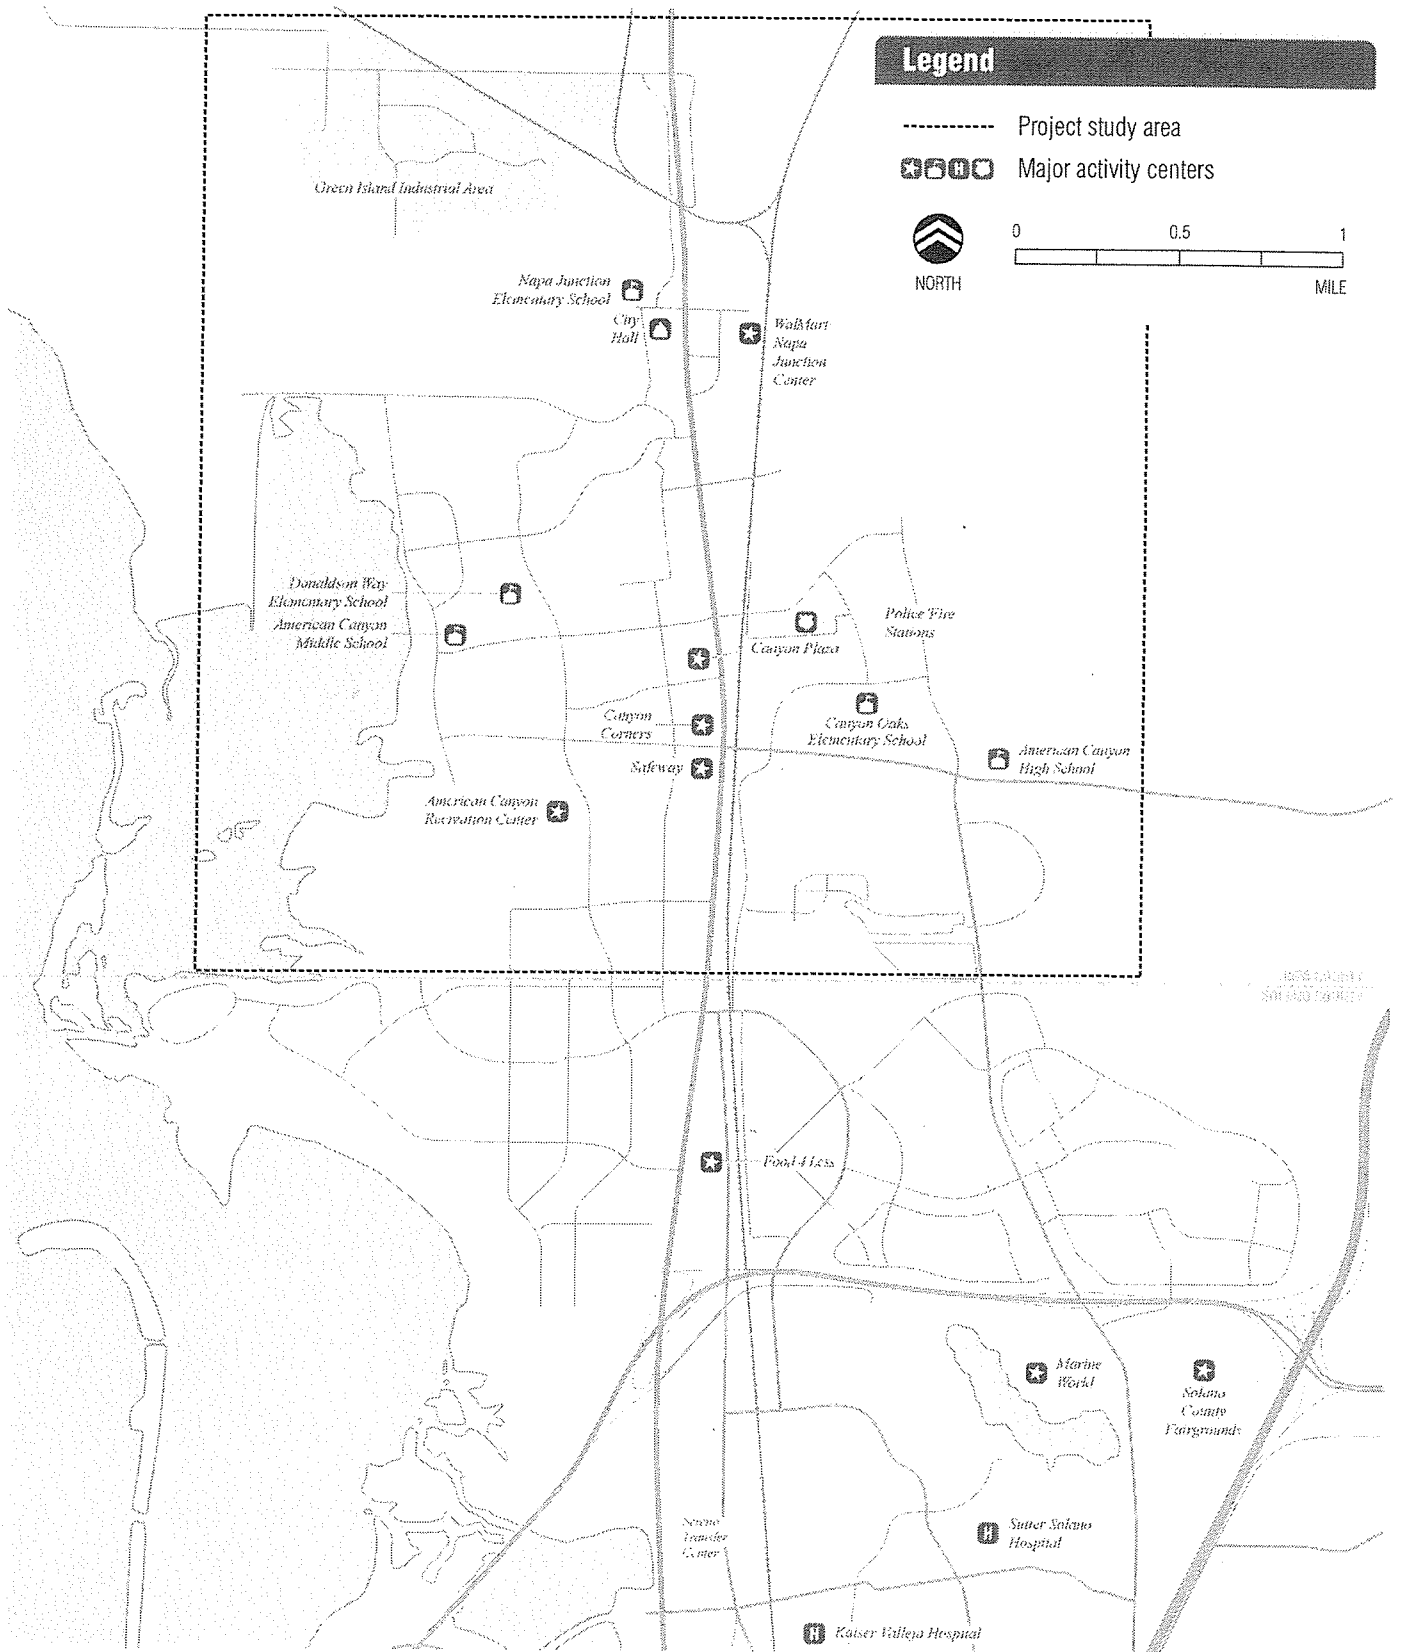 Legend
Project study area
H
Major activity centers
0
0.5
1
NORTH
MILE
Green Island Industrial Area
Napa Junction
Elementary School
City
Hall
WalMart
Napa
Junction
Center
Donaldson Way
Elementary School
American Canyon
Middle School
Police/Fire
Stations
Canyon Plaza
Canyon
Corners
Canyon Oaks
Elementary School
Safeway
American Canyon
High School
American Canyon
Recreation Center
Food 4 Less
Marine
World
Solano
County
Fairgrounds
Sereno
Transfer
Center
H
Sutter Solano
Hospital
H
Kaiser Vallejo Hospital